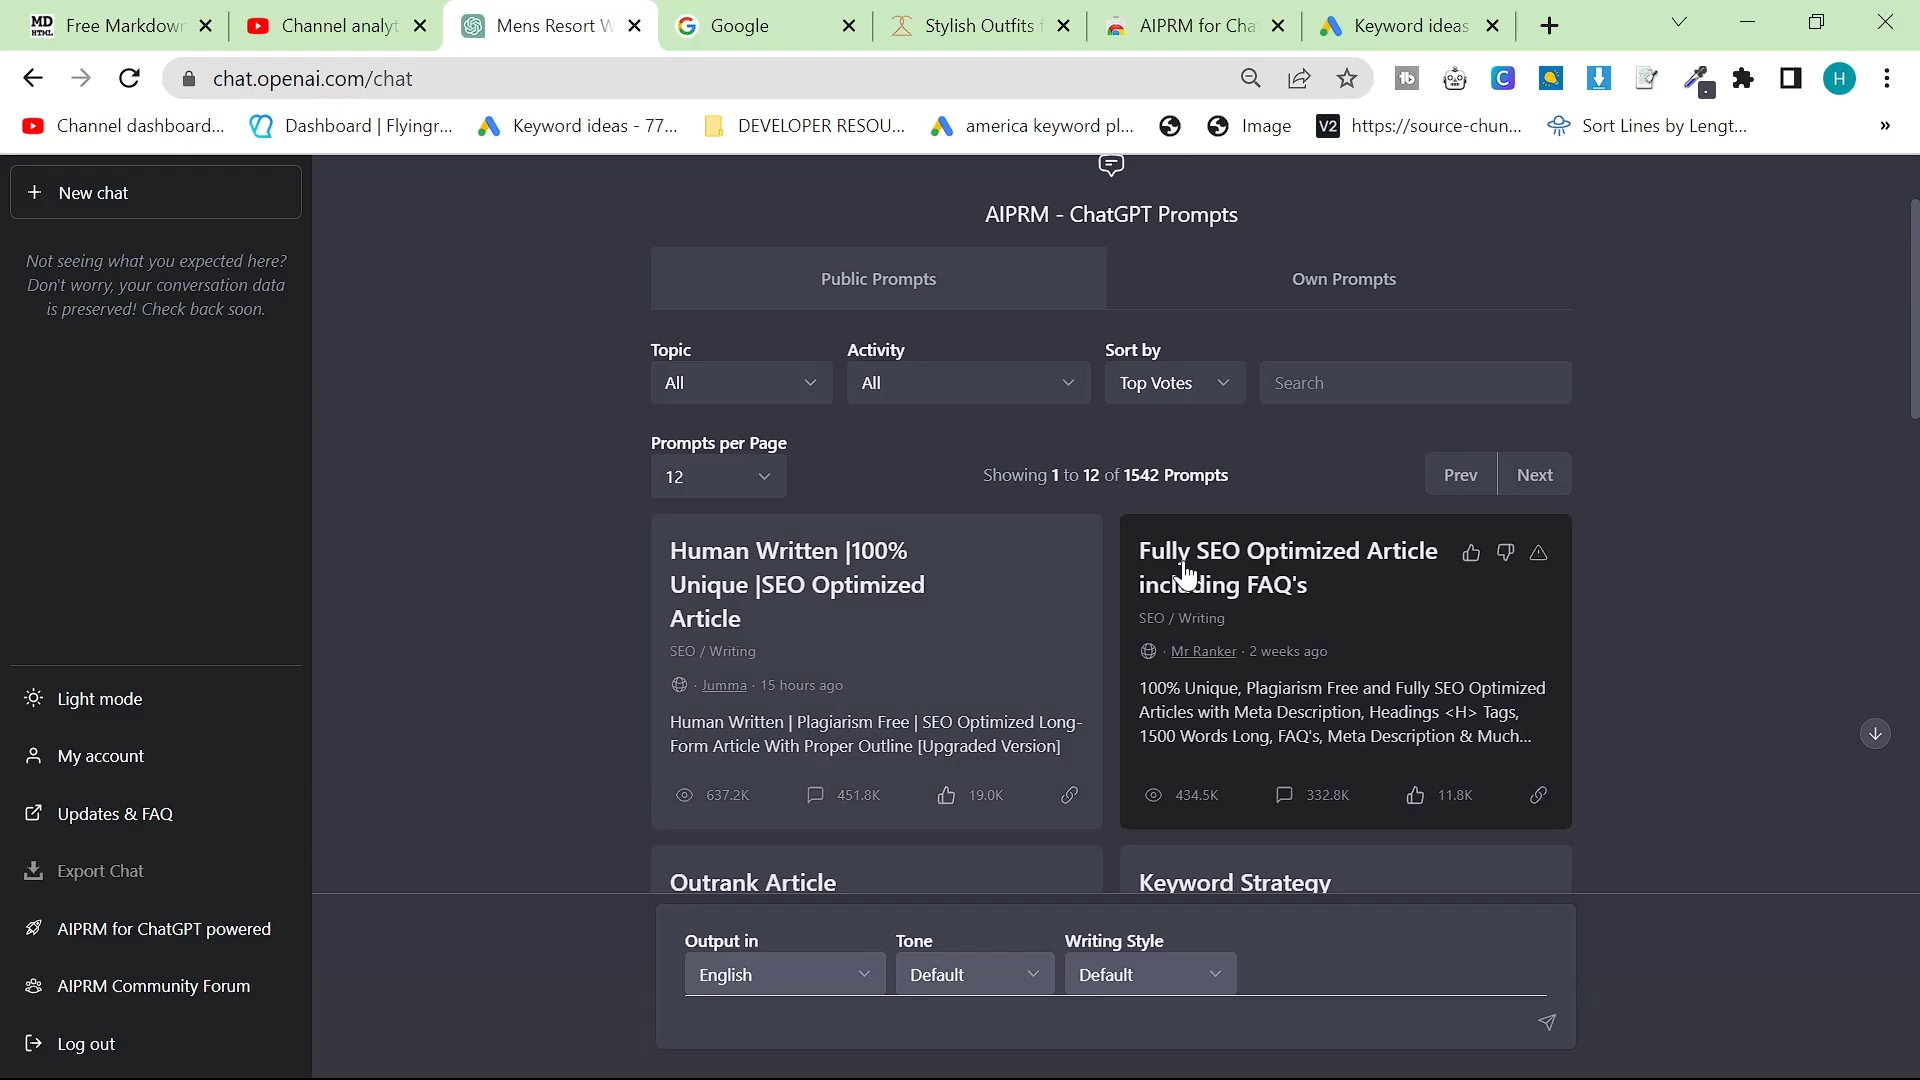 MD HTML Free Markdown
Channel analyt
Mens Resort W
Google
Stylish Outfits f
AIPRM for Cha
Keyword ideas
chat.openai.com/chat
tb
C
H
Channel dashboard...
Dashboard | Flyingr...
Keyword ideas - 77...
DEVELOPER RESOU...
america keyword pl...
Image
V2 https://source-chun...
Sort Lines by Lengt...
»
New chat
Not seeing what you expected here?
Don't worry, your conversation data
is preserved! Check back soon.
Light mode
My account
Updates & FAQ
Export Chat
AIPRM for ChatGPT powered
AIPRM Community Forum
Log out
AIPRM - ChatGPT Prompts
Public Prompts
Own Prompts
Topic
All
Activity
All
Sort by
Top Votes
Search
Prompts per Page
12
Showing 1 to 12 of 1542 Prompts
Prev
Next
Human Written |100%
Unique |SEO Optimized
Article
SEO / Writing
· Jumma · 15 hours ago
Human Written | Plagiarism Free | SEO Optimized Long-
Form Article With Proper Outline [Upgraded Version]
637.2K
451.8K
19.0K
Fully SEO Optimized Article
including FAQ's
SEO / Writing
· Mr Ranker · 2 weeks ago
100% Unique, Plagiarism Free and Fully SEO Optimized
Articles with Meta Description, Headings <H> Tags,
1500 Words Long, FAQ's, Meta Description & Much...
434.5K
332.8K
11.8K
Outrank Article
Keyword Strategy
Output in
English
Tone
Default
Writing Style
Default